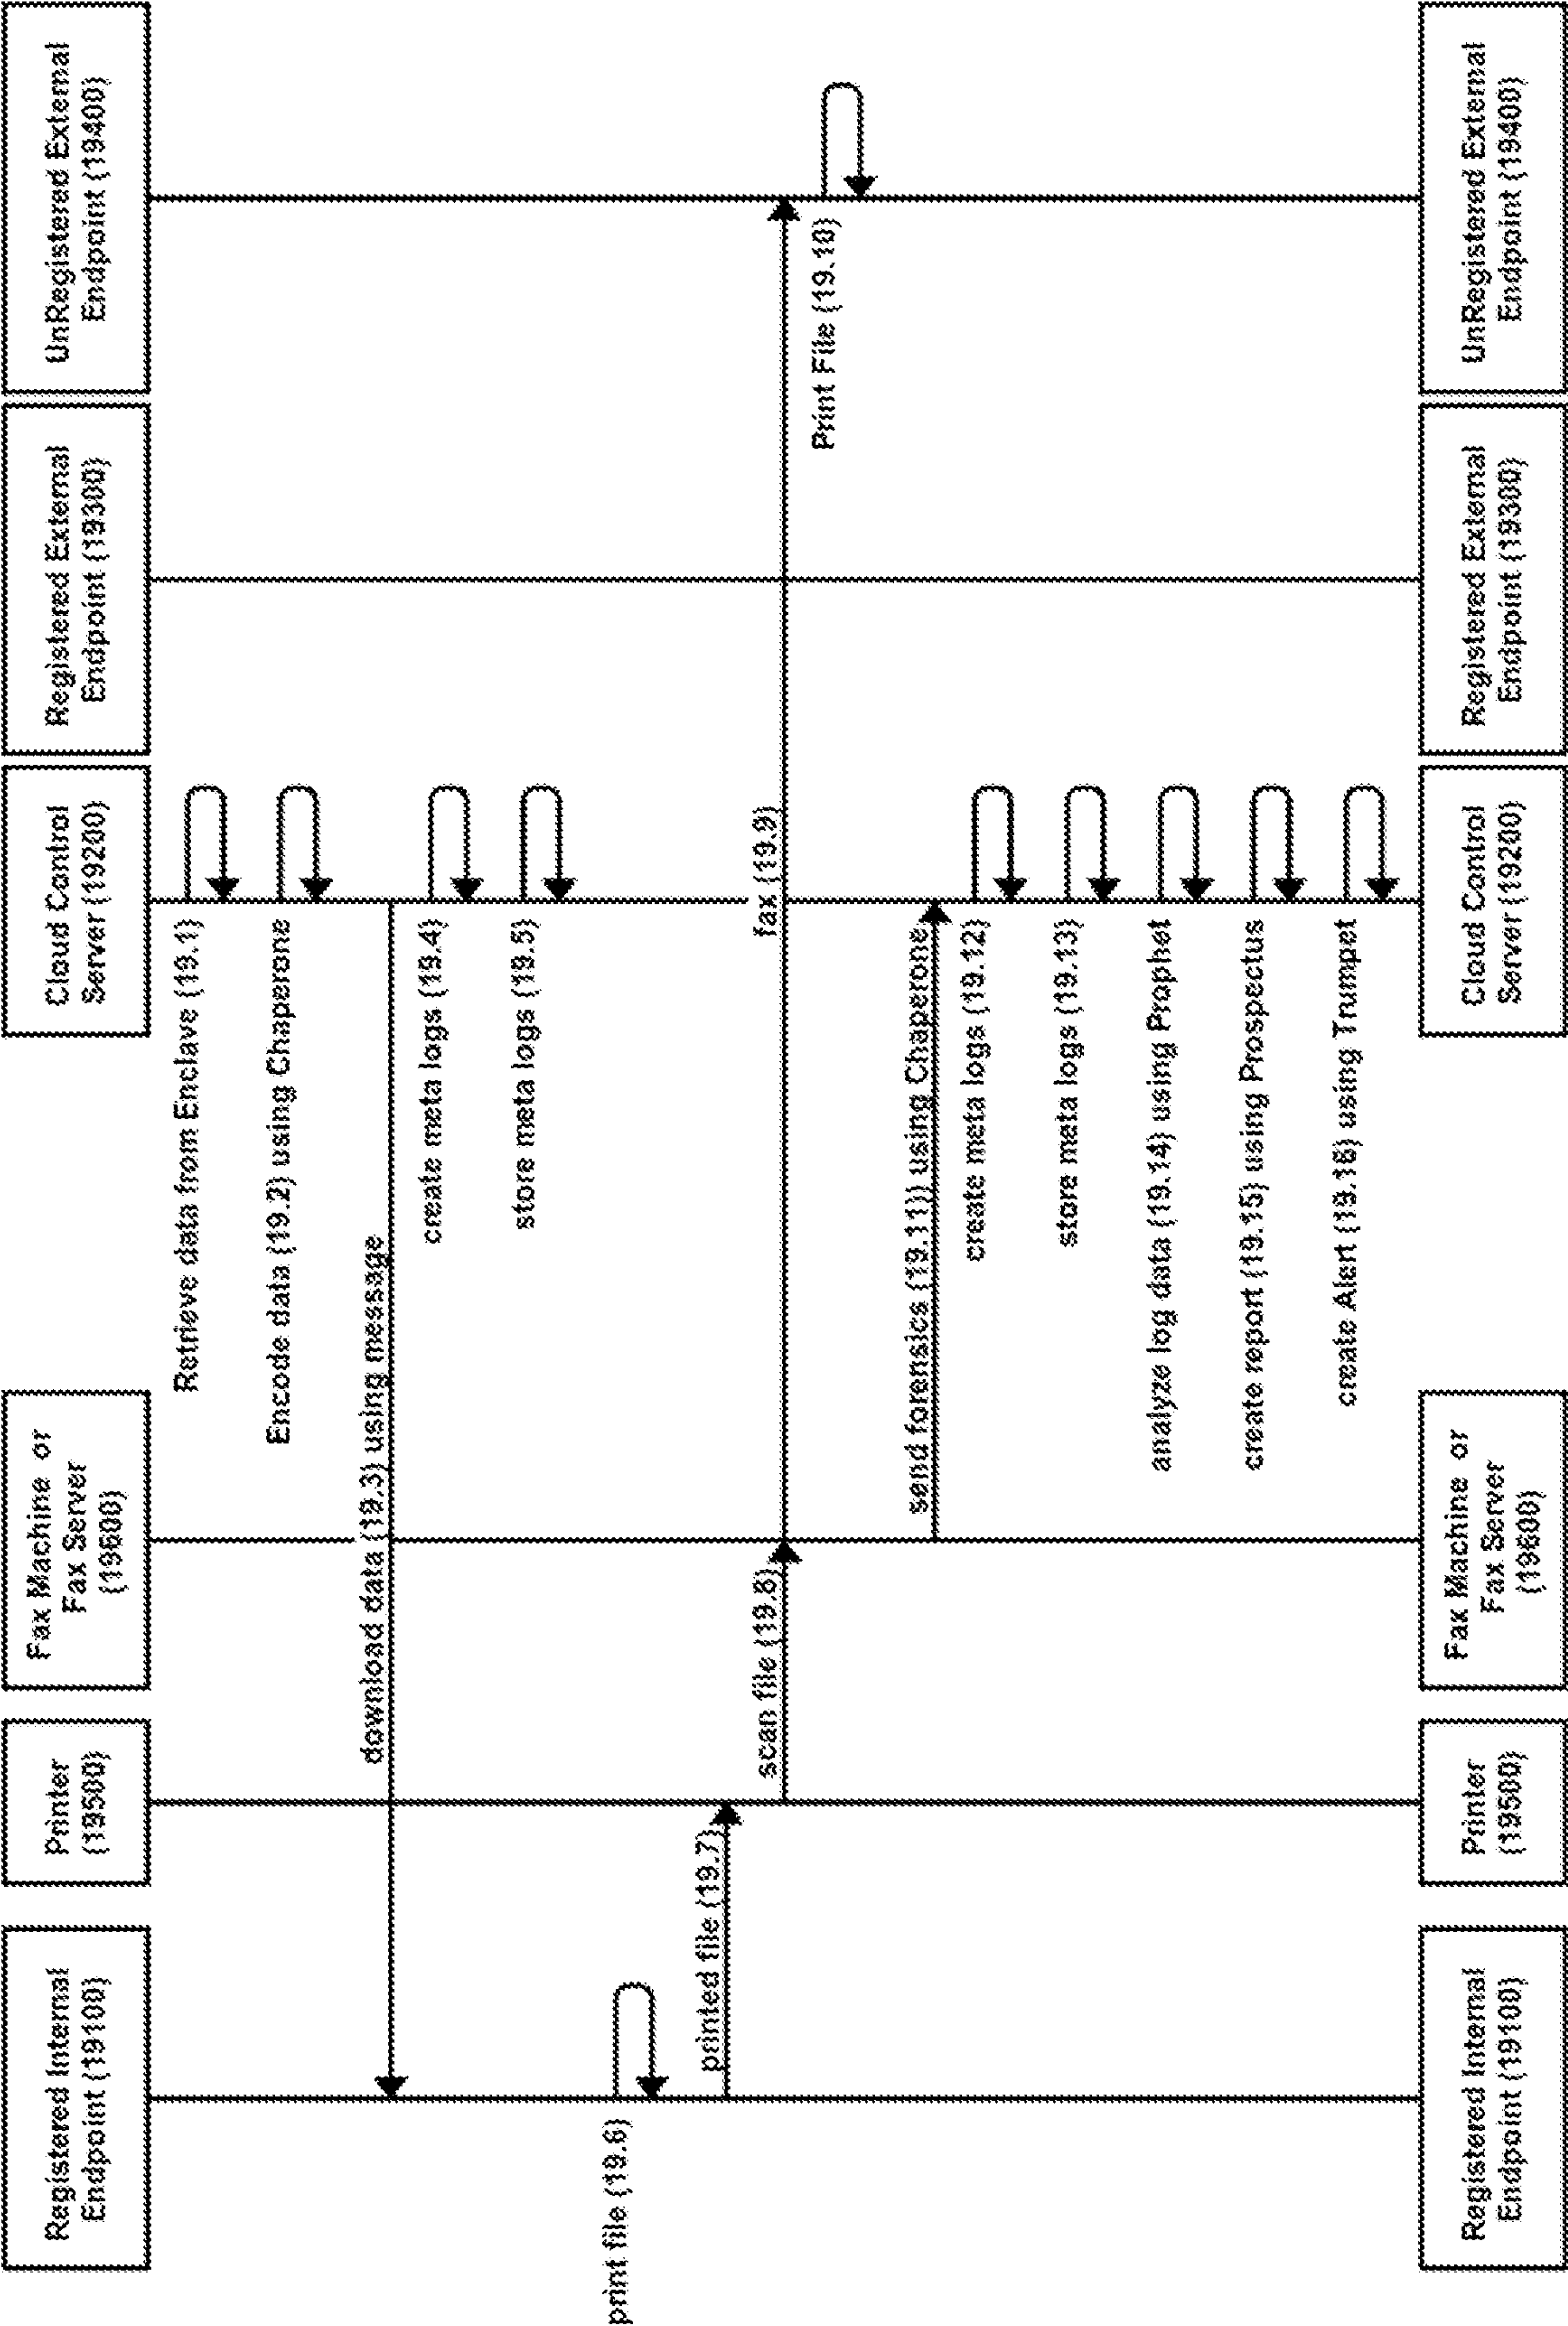 Registered Internal
Endpoint (19100)
Printer
(19500)
Fax Machine or
Fax Server
(19600)
Cloud Control
Server (19200)
Registered External
Endpoint (19300)
UnRegistered External
Endpoint (19400)
Retrieve data from Enclave (19.1)
Encode data (19.2) using Chaperone
download data (19.3) using message
create meta logs (19.4)
store meta logs (19.5)
print file (19.6)
printed file (19.7)
scan file (19.8)
fax (19.9)
Print File (19.10)
send forensics (19.11)) using Chaperone
create meta logs (19.12)
store meta logs (19.13)
analyze log data (19.14) using Prophet
create report (19.15) using Prospectus
create Alert (19.16) using Trumpet
Registered Internal
Endpoint (19100)
Printer
(19500)
Fax Machine or
Fax Server
(19600)
Cloud Control
Server (19200)
Registered External
Endpoint (19300)
UnRegistered External
Endpoint (19400)